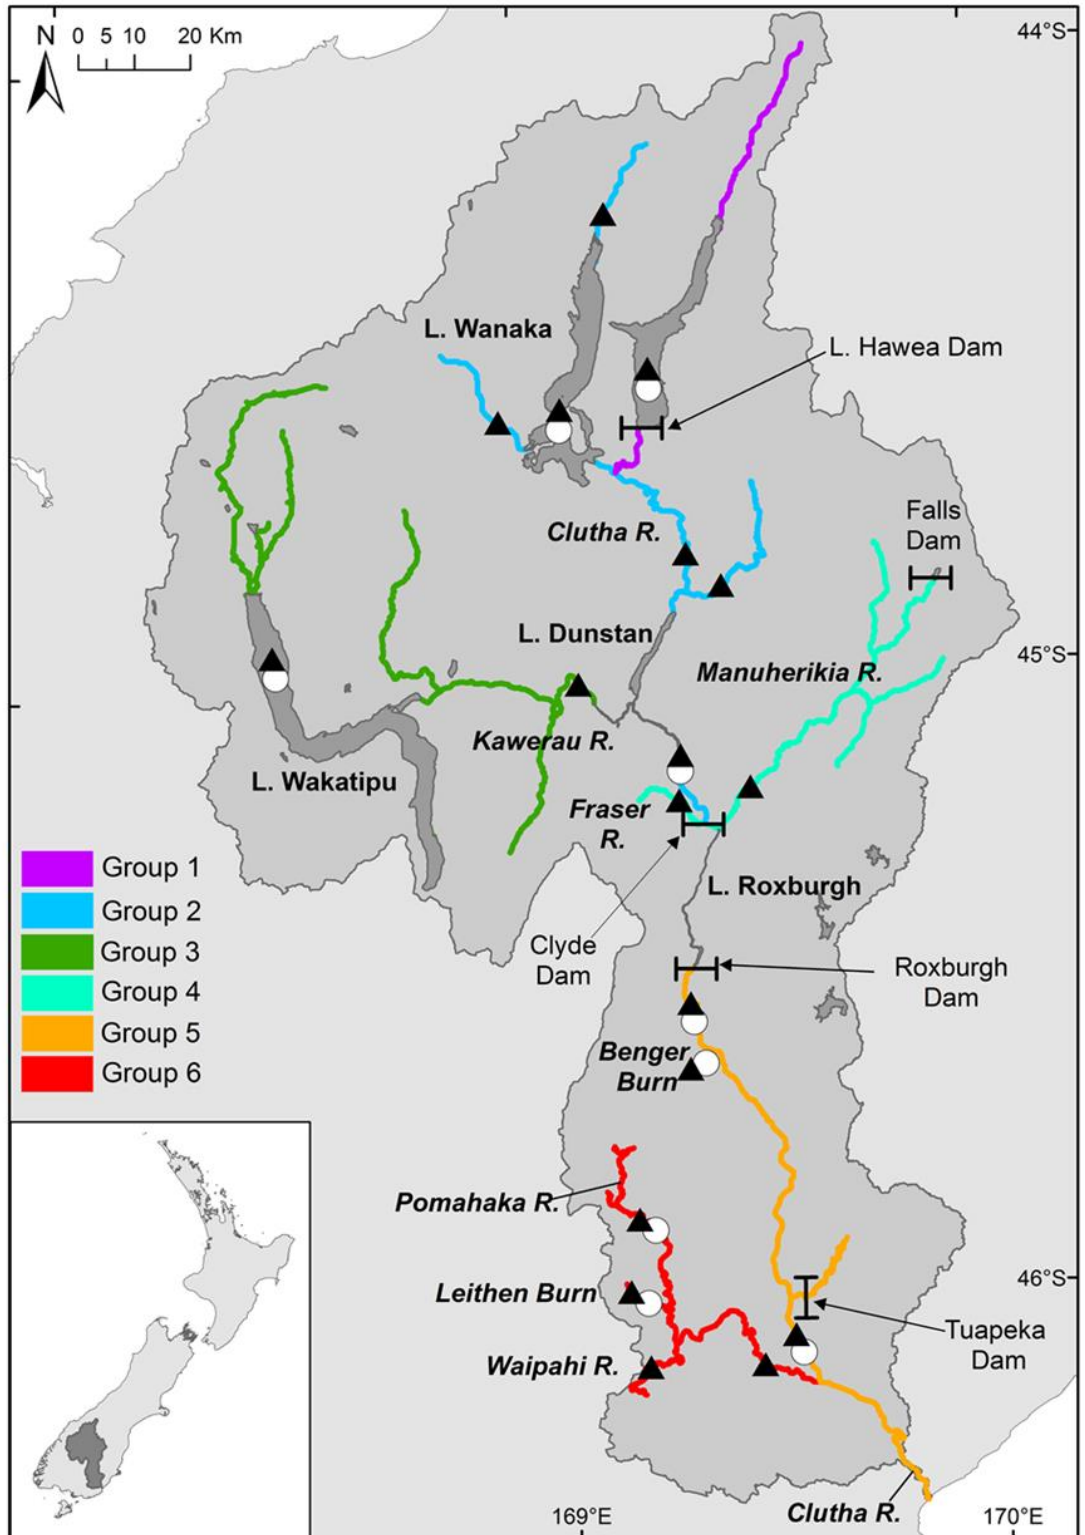 44°S
N 0 5 10 20 Km
L. Wanaka
L. Hawea Dam
Falls
Dam
Clutha R.
L. Dunstan
45°S
Manuherikia R.
Kawerau R.
L. Wakatipu
Fraser
R.
Group 1
Group 2
Group 3
Group 4
Group 5
Group 6
L. Roxburgh
Clyde
Dam
Roxburgh
Dam
Benger
Burn
Pomahaka R.
Leithen Burn
46°S
Tuapeka
Dam
Waipahi R.
Clutha R.
169°E
170°E